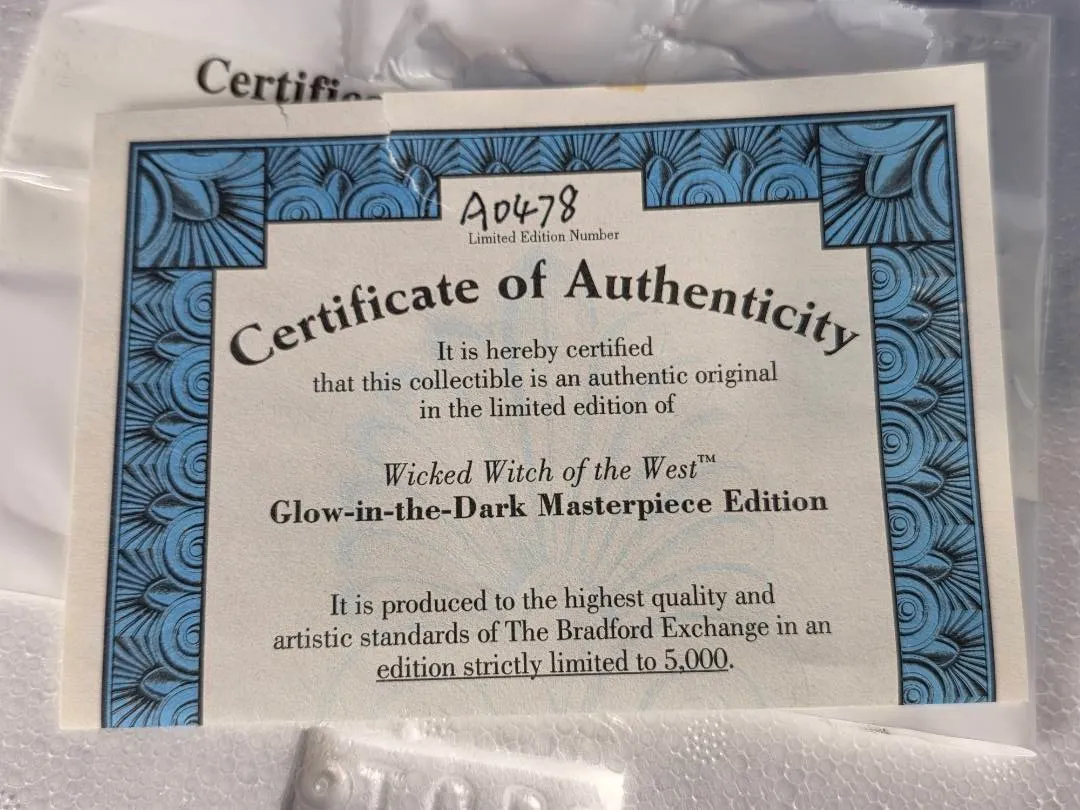 Certific
A0478
Limited Edition Number
Certificate of Authenticity
It is hereby certified
that this collectible is an authentic original
in the limited edition of
Wicked Witch of the West™
Glow-in-the-Dark Masterpiece Edition
It is produced to the highest quality and
artistic standards of The Bradford Exchange in an
edition strictly limited to 5,000.